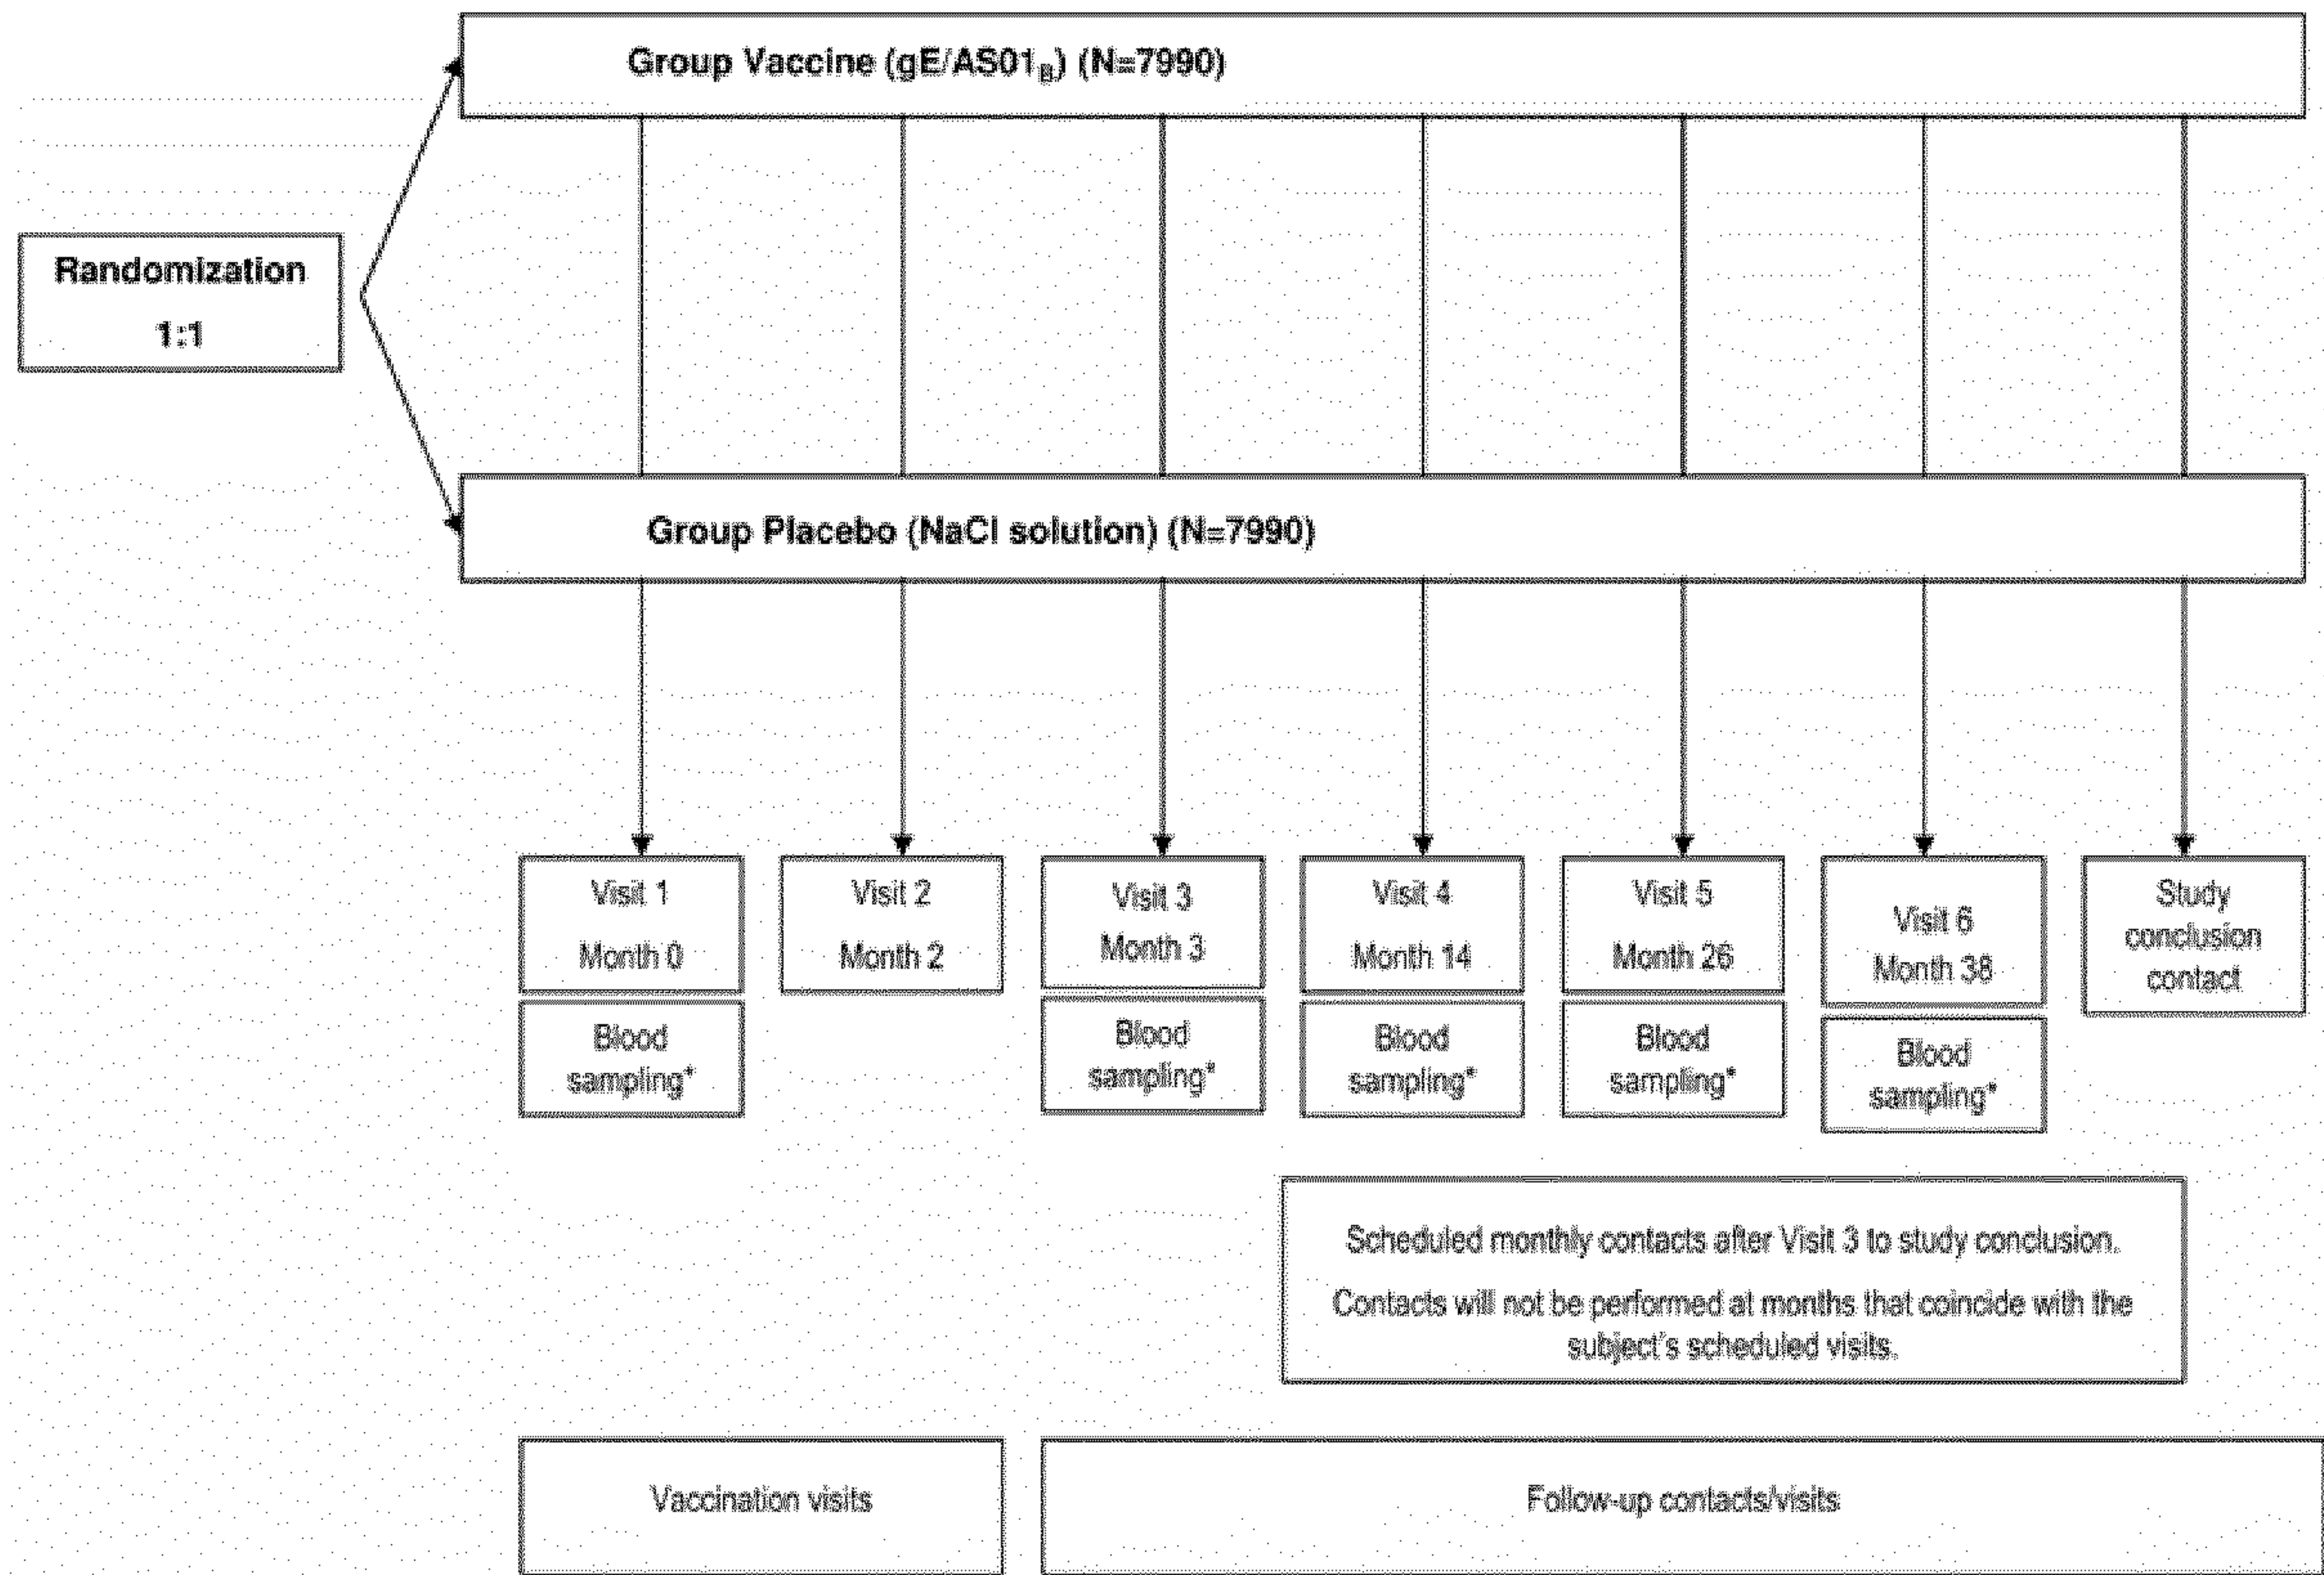 Group Vaccine (gE/AS01B) (N=7990)
Randomization
1:1
Group Placebo (NaCl solution) (N=7990)
Visit 1
Month 0
Blood
sampling*
Visit 2
Month 2
Visit 3
Month 3
Blood
sampling*
Visit 4
Month 14
Blood
sampling*
Visit 5
Month 26
Blood
sampling*
Visit 6
Month 38
Blood
sampling*
Study
conclusion
contact
Scheduled monthly contacts after Visit 3 to study conclusion.
Contacts will not be performed at months that coincide with the
subject's scheduled visits.
Vaccination visits
Follow-up contacts/visits